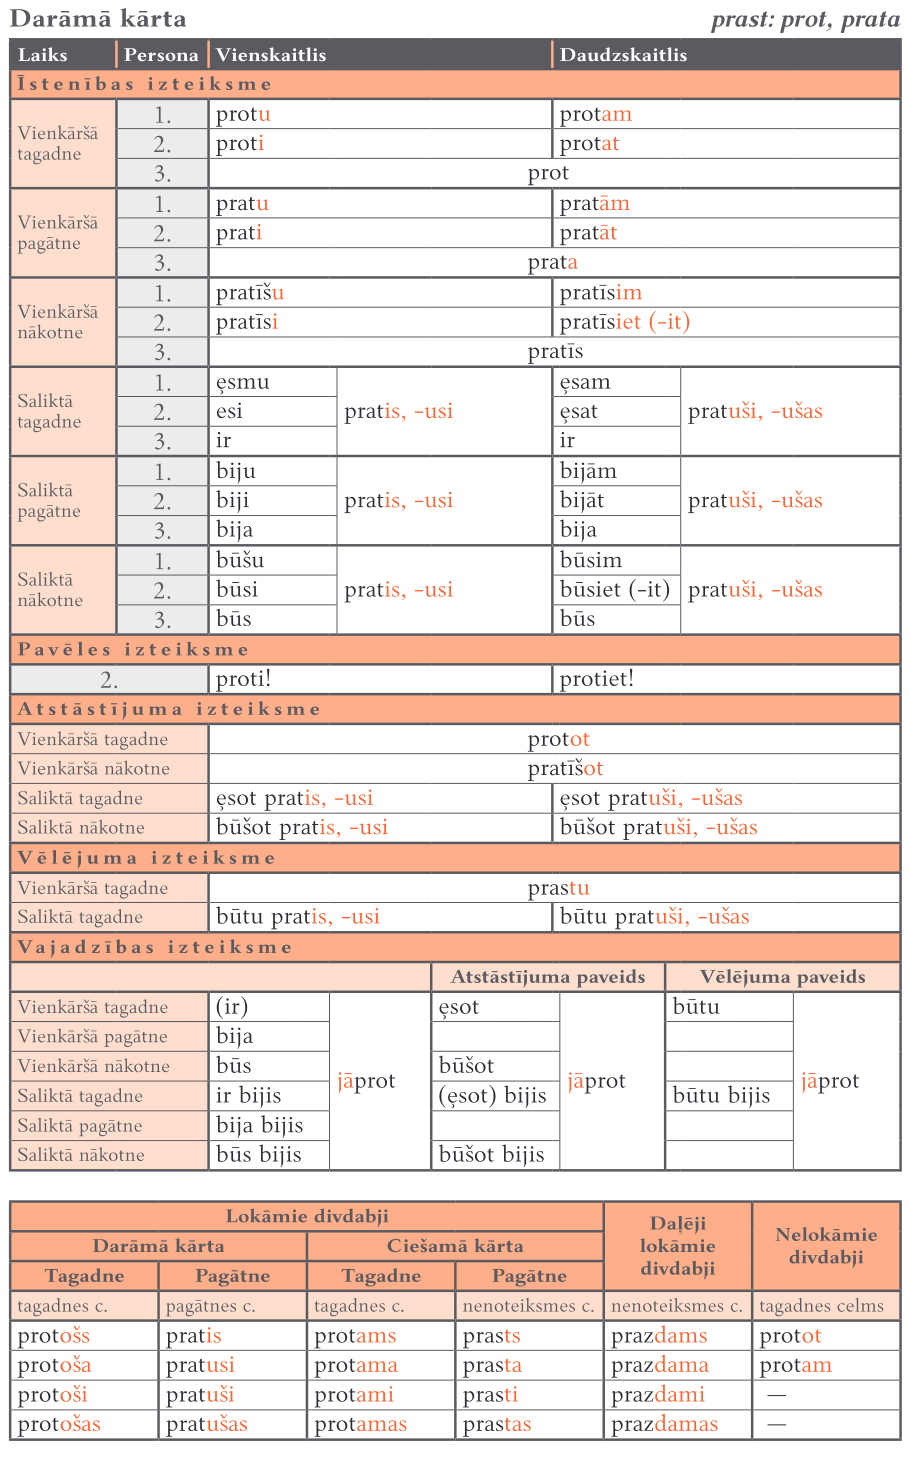 Darāmā kārta prast: prot, prata
Laiks Persona Vienskaitlis Daudzskaitlis
Īstenības izteiksme
Vienkāršā tagadne
1. protu protam
2. proti protat
3. prot
Vienkāršā pagātne
1. pratu pratām
2. prati pratāt
3. prata
Vienkāršā nākotne
1. pratīšu pratīsim
2. pratīsi pratīsiet (-it)
3. pratīs
Saliktā tagadne
1. ȩsmu ȩsam
2. esi pratis, -usi ȩsat pratuši, -ušas
3. ir ir
Saliktā pagātne
1. biju bijām
2. biji pratis, -usi bijāt pratuši, -ušas
3. bija bija
Saliktā nākotne
1. būšu būsim
2. būsi pratis, -usi būsiet (-it) pratuši, -ušas
3. būs būs
Pavēles izteiksme
2. proti! protiet!
Atstāstījuma izteiksme
Vienkāršā tagadne protot
Vienkāršā nākotne pratīšot
Saliktā tagadne ȩsot pratis, -usi ȩsot pratuši, -ušas
Saliktā nākotne būšot pratis, -usi būšot pratuši, -ušas
Vēlējuma izteiksme
Vienkāršā tagadne prastu
Saliktā tagadne būtu pratis, -usi būtu pratuši, -ušas
Vajadzības izteiksme
Atstāstījuma paveids Vēlējuma paveids
Vienkāršā tagadne (ir) ȩsot būtu
Vienkāršā pagātne bija
Vienkāršā nākotne būs būšot
jāprot jāprot jāprot
Saliktā tagadne ir bijis (ȩsot) bijis būtu bijis
Saliktā pagātne bija bijis
Saliktā nākotne būs bijis būšot bijis
Lokāmie divdabji Daļēji lokāmie divdabji Nelokāmie divdabji
Darāmā kārta Ciešamā kārta
Tagadne Pagātne Tagadne Pagātne
tagadnes c. pagātnes c. tagadnes c. nenoteiksmes c. nenoteiksmes c. tagadnes celms
protošs pratis protams prasts prazdams protot
protoša pratusi protama prasta prazdama protam
protoši pratuši protami prasti prazdami —
protošas pratušas protamas prastas prazdamas —